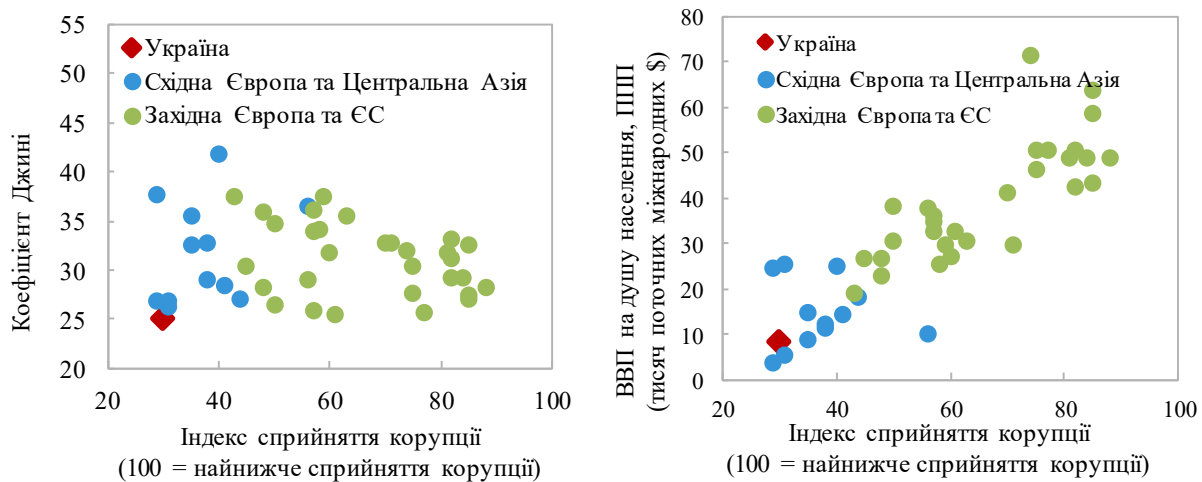 55
50
45
40
35
30
25
20
Коефіцієнт Джині
Україна
Східна Європа та Центральна Азія
Західна Європа та ЄС
20 40 60 80 100
Індекс сприйняття корупції
(100 = найнижче сприйняття корупції)
80
70
60
50
40
30
20
10
0
ВВП на душу населення, ППП
(тисяч поточних міжнародних $)
Україна
Східна Європа та Центральна Азія
Західна Європа та ЄС
20 40 60 80 100
Індекс сприйняття корупції
(100 = найнижче сприйняття корупції)